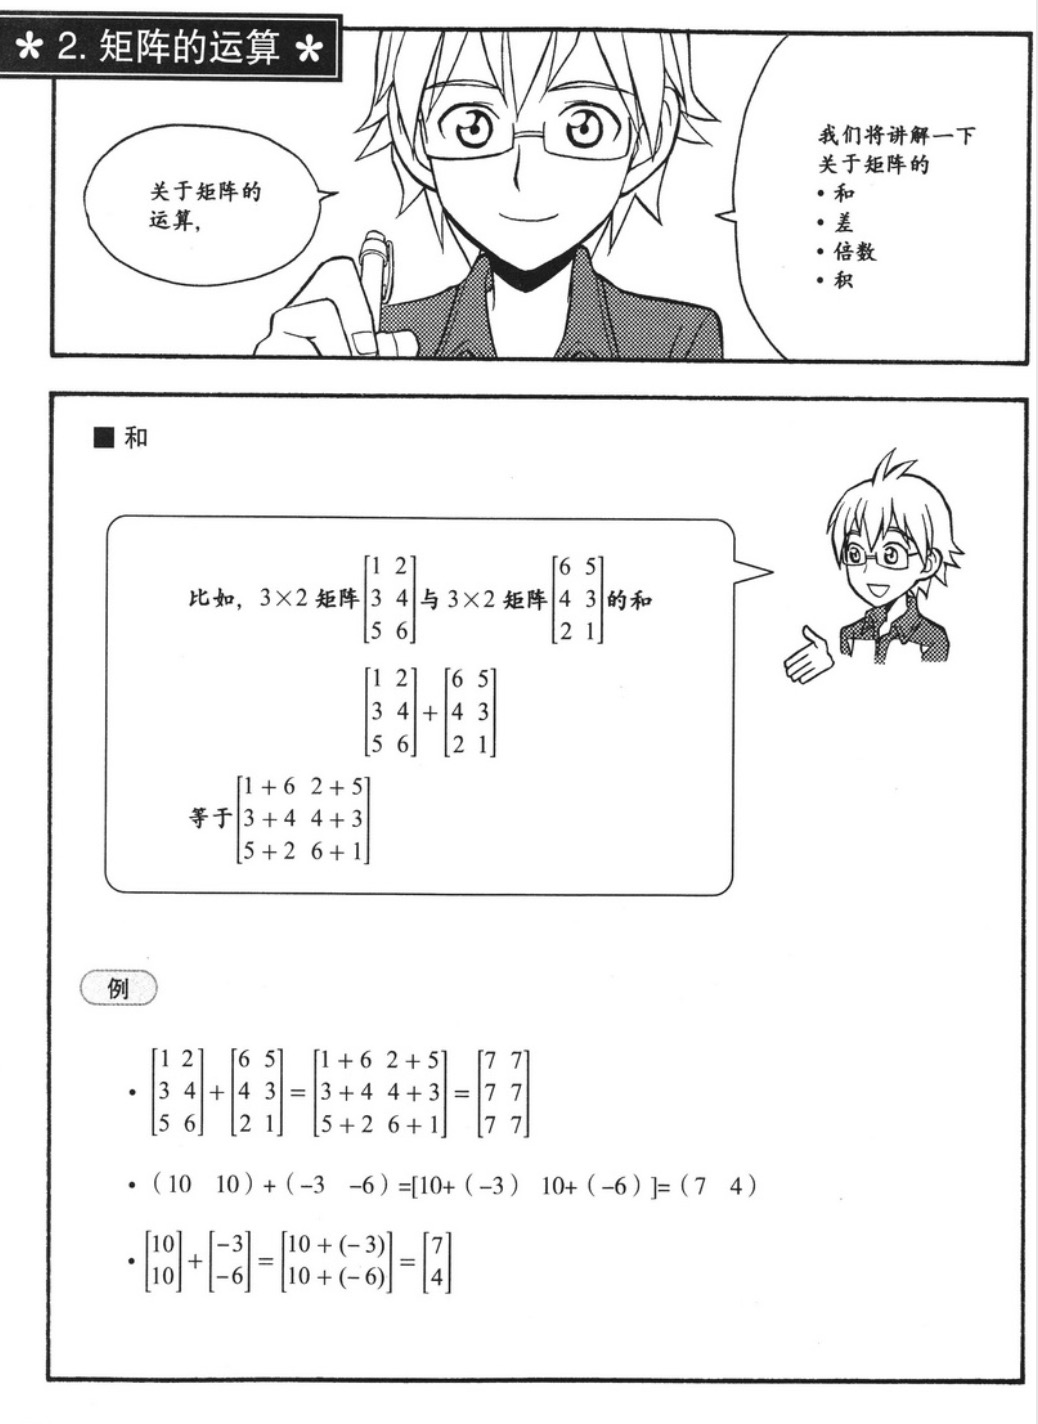 * 2. 矩阵的运算 *
关于矩阵的
运算,
我们将讲解一下
关于矩阵的
• 和
• 差
• 倍数
• 积
■ 和
比如, 3×2 矩阵[1 2; 3 4; 5 6]与 3×2 矩阵[6 5; 4 3; 2 1]的和
[1 2; 3 4; 5 6] + [6 5; 4 3; 2 1]
等于[1+6 2+5; 3+4 4+3; 5+2 6+1]
例
• [1 2; 3 4; 5 6] + [6 5; 4 3; 2 1] = [1+6 2+5; 3+4 4+3; 5+2 6+1] = [7 7; 7 7; 7 7]
• (10 10) + (-3 -6) =[10+(-3) 10+(-6)]= (7 4)
• [10; 10] + [-3; -6] = [10+(-3); 10+(-6)] = [7; 4]